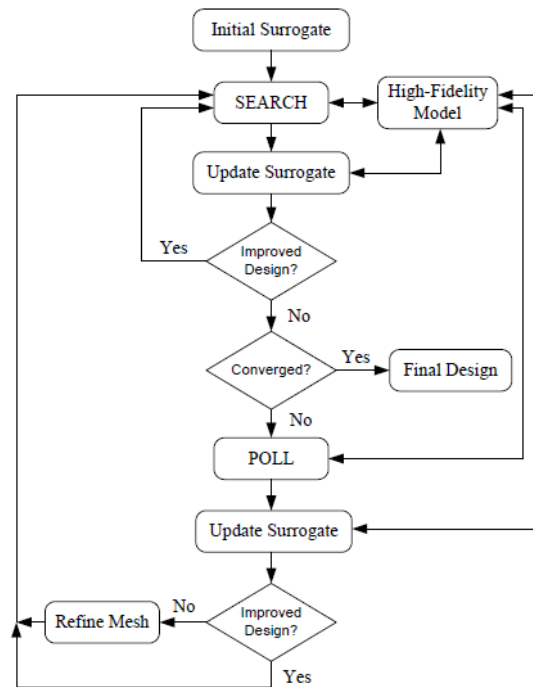 Initial Surrogate
SEARCH
High-Fidelity
Model
Update Surrogate
Yes
Improved
Design?
No
Converged?
Yes
Final Design
No
POLL
Update Surrogate
Refine Mesh
No
Improved
Design?
Yes